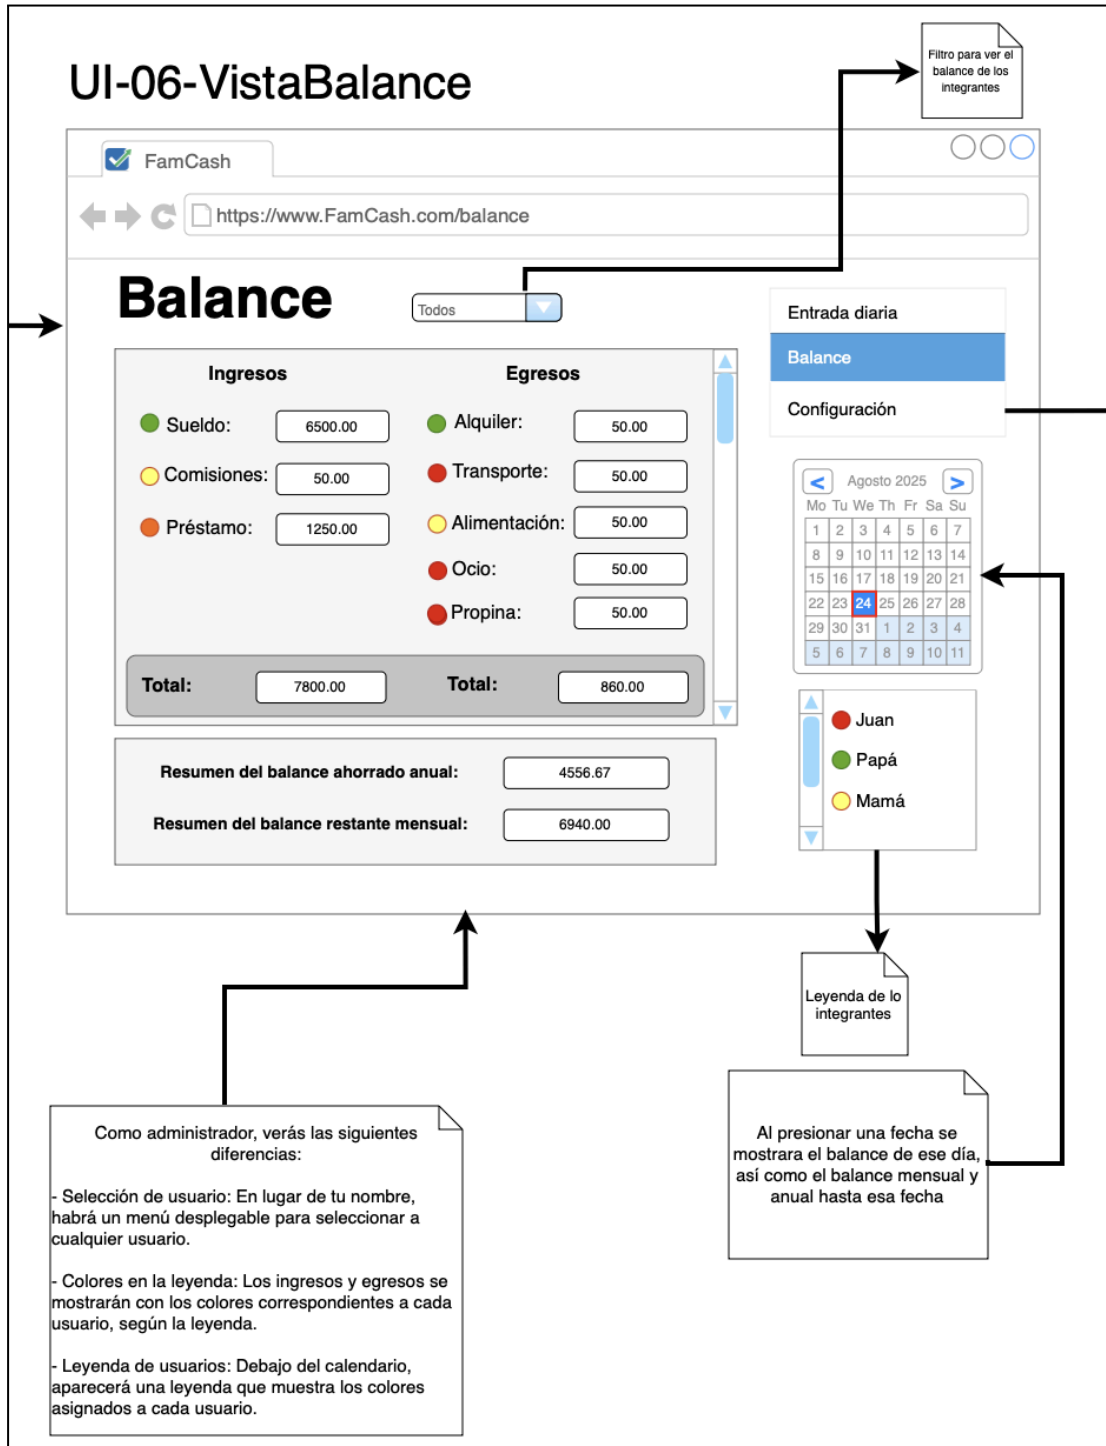 UI-06-VistaBalance
Filtro para ver el
balance de los
integrantes
FamCash
https://www.FamCash.com/balance
Balance
Todos
Entrada diaria
Balance
Configuración
Ingresos
Egresos
Sueldo:
6500.00
Alquiler:
50.00
Comisiones:
50.00
Transporte:
50.00
Préstamo:
1250.00
Alimentación:
50.00
Ocio:
50.00
Propina:
50.00
Total:
7800.00
Total:
860.00
< Agosto 2025 >
Mo Tu We Th Fr Sa Su
1 2 3 4 5 6 7
8 9 10 11 12 13 14
15 16 17 18 19 20 21
22 23 24 25 26 27 28
29 30 31 1 2 3 4
5 6 7 8 9 10 11
Juan
Papá
Mamá
Resumen del balance ahorrado anual:
4556.67
Resumen del balance restante mensual:
6940.00
Leyenda de lo
integrantes
Al presionar una fecha se
mostrara el balance de ese día,
así como el balance mensual y
anual hasta esa fecha
Como administrador, verás las siguientes
diferencias:
- Selección de usuario: En lugar de tu nombre,
habrá un menú desplegable para seleccionar a
cualquier usuario.
- Colores en la leyenda: Los ingresos y egresos se
mostrarán con los colores correspondientes a cada
usuario, según la leyenda.
- Leyenda de usuarios: Debajo del calendario,
aparecerá una leyenda que muestra los colores
asignados a cada usuario.